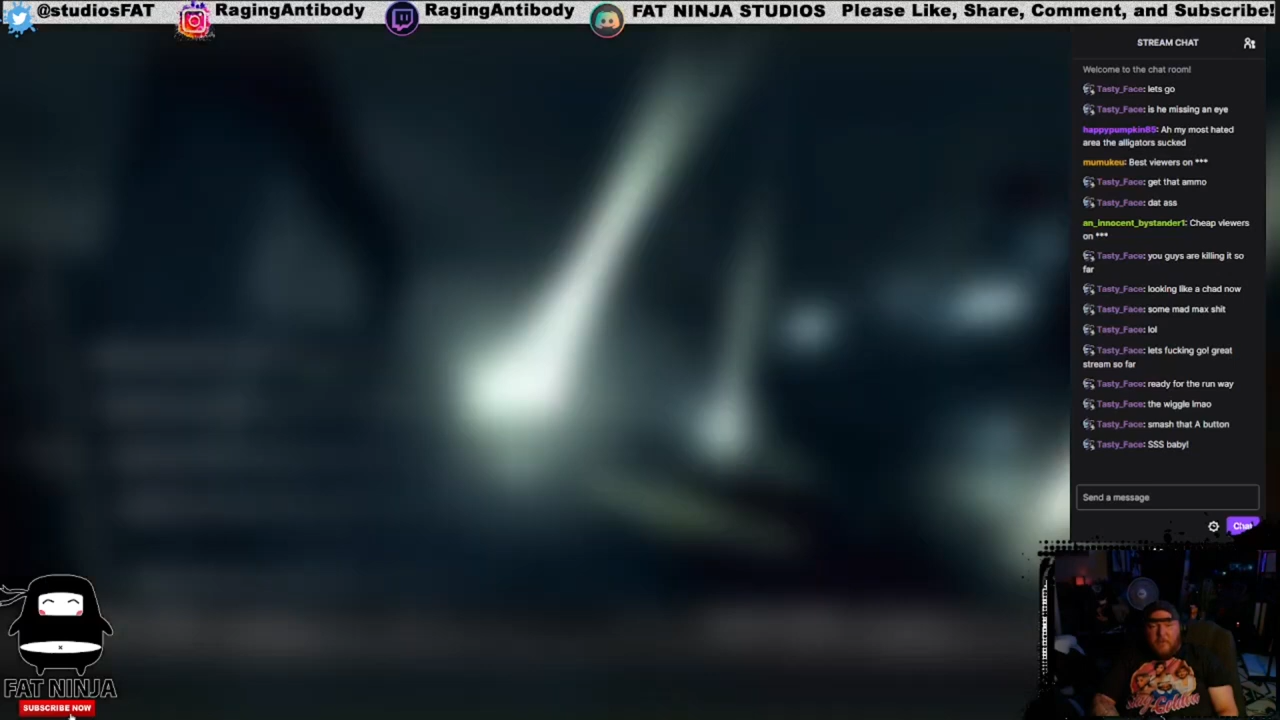 @studiosFAT RagingAntibody RagingAntibody FAT NINJA STUDIOS Please Like, Share, Comment, and Subscribe!
STREAM CHAT
Welcome to the chat room!
Tasty_Face: lets go
Tasty_Face: is he missing an eye
happypumpkin85: Ah my most hated
area the alligators sucked
mumukeu: Best viewers on ***
Tasty_Face: get that ammo
Tasty_Face: dat ass
an_innocent_bystander1: Cheap viewers
on ***
Tasty_Face: you guys are killing it so
far
Tasty_Face: looking like a chad now
Tasty_Face: some mad max shit
Tasty_Face: lol
Tasty_Face: lets fucking go! great
stream so far
Tasty_Face: ready for the run way
Tasty_Face: the wiggle lmao
Tasty_Face: smash that A button
Tasty_Face: SSS baby!
Send a message
Chat
FAT NINJA
SUBSCRIBE NOW